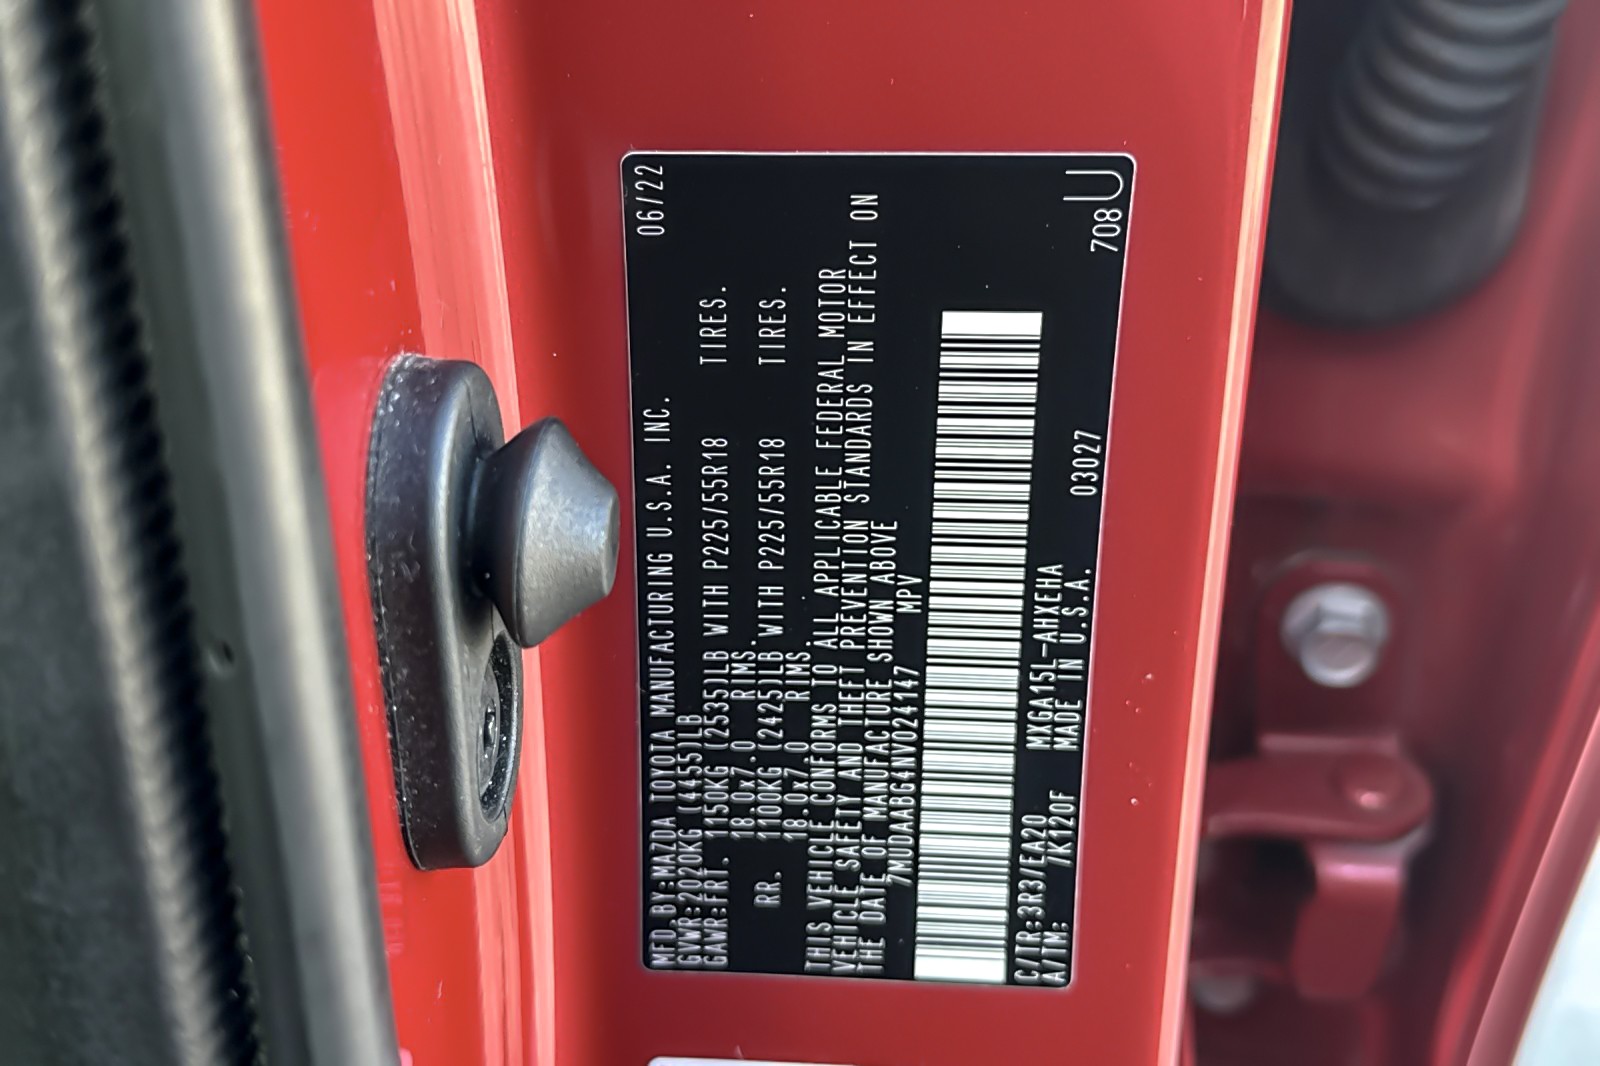 MFD.BY:MAZDA TOYOTA MANUFACTURING U.S.A. INC. 06/22
GVWR:2020KG (4455)LB
GAWR:FRT. 1150KG (2535)LB WITH P225/55R18 TIRES.
18.0x7.0 RIMS.
RR. 1100KG (2425)LB WITH P225/55R18 TIRES.
18.0x7.0 RIMS.
THIS VEHICLE CONFORMS TO ALL APPLICABLE FEDERAL MOTOR
VEHICLE SAFETY AND THEFT PREVENTION STANDARDS IN EFFECT ON
THE DATE OF MANUFACTURE SHOWN ABOVE
7MUDAABG4NV024147 MPV
C/TR:3R3/EA20 MXGA15L-AHXEHA
A/TM: /K120F MADE IN U.S.A. 03027
708U